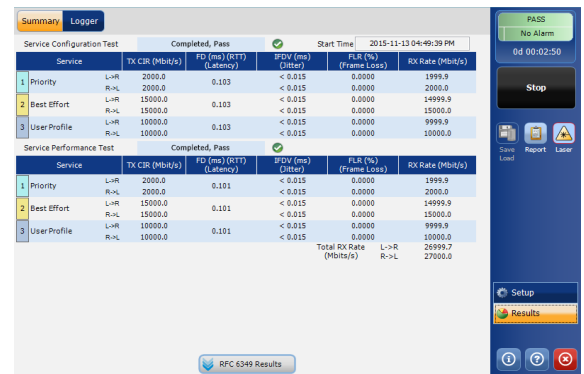 Summary Logger
Service Configuration Test Completed, Pass Start Time 2015-11-13 04:49:39 PM
Service TX CIR (Mbit/s) FD (ms) (RTT) (Latency) IFDV (ms) (Jitter) FLR (%) (Frame Loss) RX Rate (Mbit/s)
1 Priority L->R 2000.0 0.103 < 0.015 0.0000 1999.9
R->L 2000.0 < 0.015 0.0000 2000.0
2 Best Effort L->R 15000.0 0.103 < 0.015 0.0000 14999.9
R->L 15000.0 < 0.015 0.0000 15000.0
3 User Profile L->R 10000.0 0.103 < 0.015 0.0000 9999.9
R->L 10000.0 < 0.015 0.0000 10000.0
Service Performance Test Completed, Pass
Service TX CIR (Mbit/s) FD (ms) (RTT) (Latency) IFDV (ms) (Jitter) FLR (%) (Frame Loss) RX Rate (Mbit/s)
1 Priority L->R 2000.0 0.101 < 0.015 0.0000 1999.9
R->L 2000.0 < 0.015 0.0000 2000.0
2 Best Effort L->R 15000.0 0.101 < 0.015 0.0000 14999.9
R->L 15000.0 < 0.015 0.0000 15000.0
3 User Profile L->R 10000.0 0.101 < 0.015 0.0000 9999.9
R->L 10000.0 < 0.015 0.0000 10000.0
Total RX Rate L->R 26999.7
(Mbits/s) R->L 27000.0
RFC 6349 Results
PASS
No Alarm
0d 00:02:50
Stop
Save Load Report Laser
Setup
Results